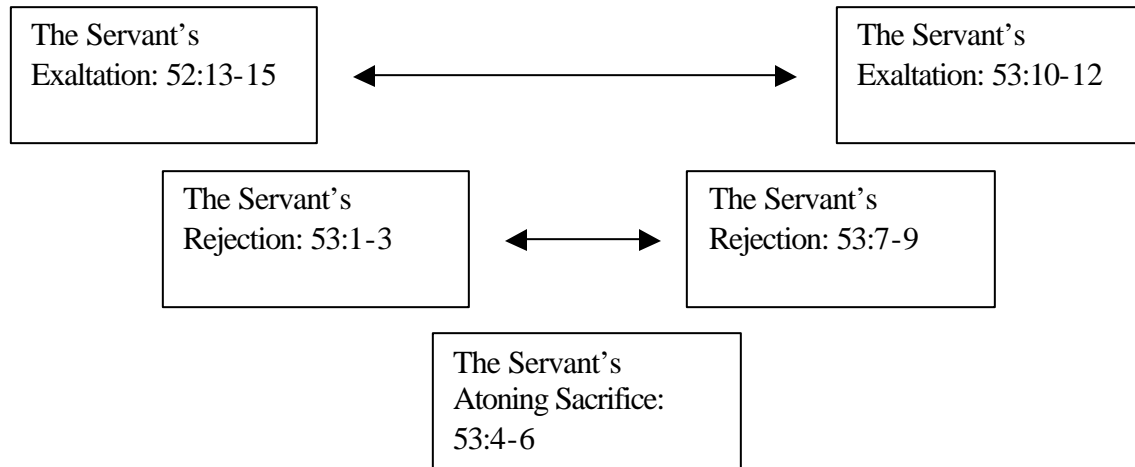 The Servant’s
Exaltation: 52:13-15
The Servant’s
Exaltation: 53:10-12
The Servant’s
Rejection: 53:1-3
The Servant’s
Rejection: 53:7-9
The Servant’s
Atoning Sacrifice:
53:4-6